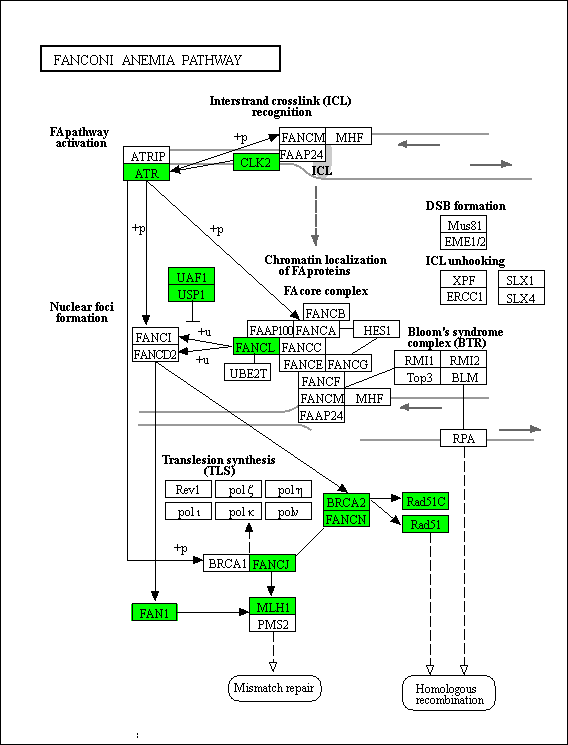 FANCONI ANEMIA PATHWAY
Interstrand crosslink (ICL)
recognition
FA pathway
activation
+p
FANCM MHF
FAAP24
ICL
ATRIP
ATR
CLK2
+p
+p
DSB formation
Mus81
EME1/2
Chromatin localization
of FA proteins
FA core complex
ICL unhooking
XPF SLX1
ERCC1 SLX4
UAF1
USP1
Nuclear foci
formation
FANCB
+u
FAAP100 FANCA HES1
FANCI
FANCL FANCC
FANCD2
+u
FANCE FANCG
UBE2T
FANCF
FANCM MHF
FAAP24
Bloom's syndrome
complex (BTR)
RMI1 RMI2
Top3 BLM
RPA
Translesion synthesis
(TLS)
Rev1 pol ζ pol η
pol ι pol κ pol ν
BRCA2
FANCN
Rad51C
Rad51
+p
BRCA1 FANCJ
FAN1
MLH1
PMS2
Mismatch repair
Homologous
recombination
: